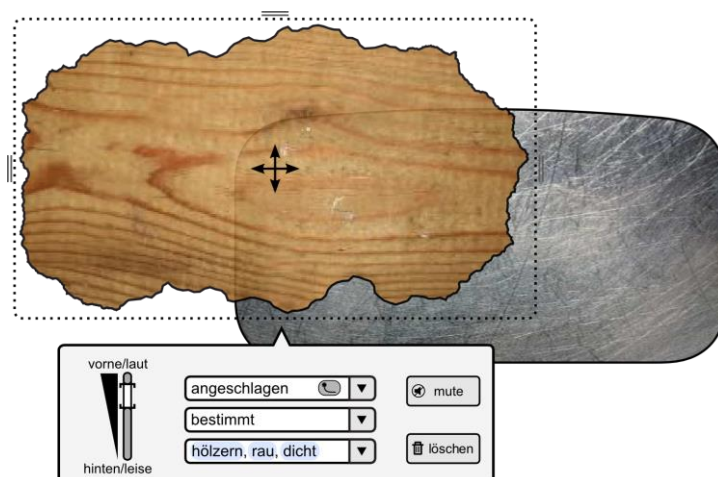 vorne/laut
angeschlagen
mute
bestimmt
hölzern, rau, dicht
löschen
hinten/leise